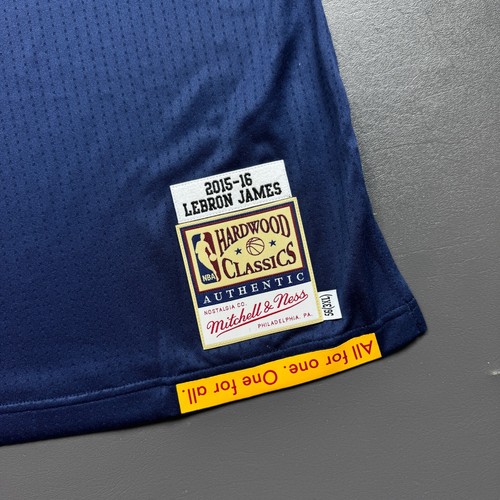 2015-16
LEBRON JAMES
HARDWOOD
CLASSICS
NBA
AUTHENTIC
NOSTALGIA CO.
Mitchell & Ness
PHILADELPHIA, PA.
56(3XL)
All for one. One for all.